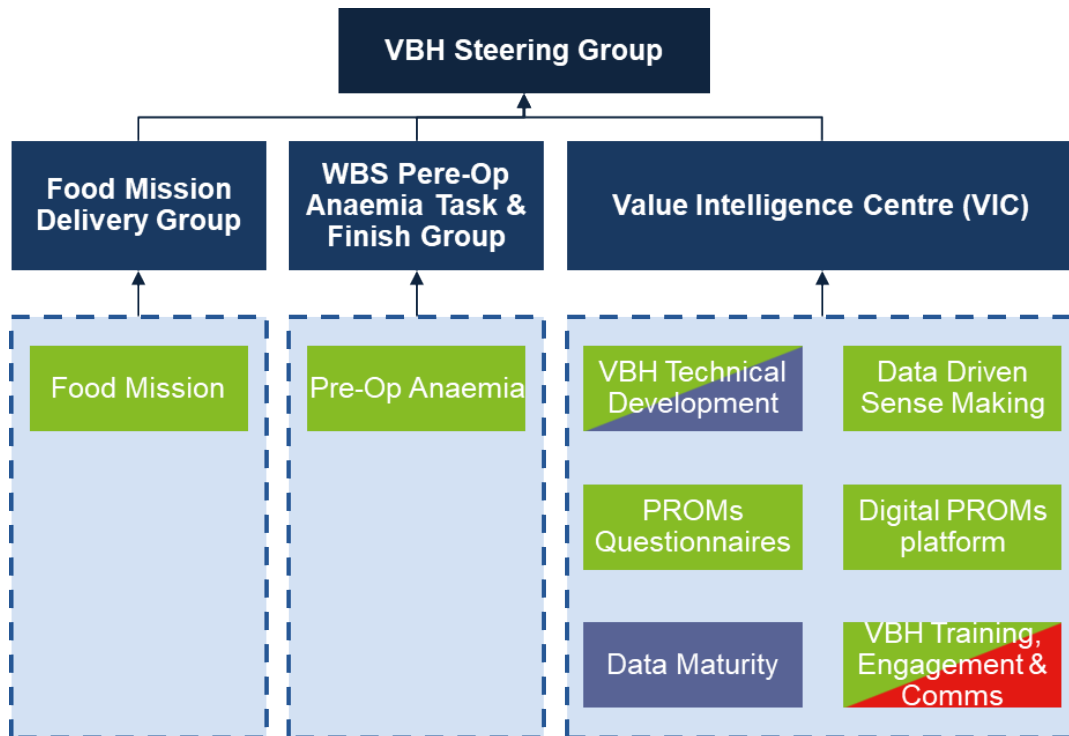 VBH Steering Group
Food Mission
Delivery Group
WBS Pere-Op
Anaemia Task &
Finish Group
Value Intelligence Centre (VIC)
Food Mission
Pre-Op Anaemia
VBH Technical
Development
Data Driven
Sense Making
PROMs
Questionnaires
Digital PROMs
platform
Data Maturity
VBH Training,
Engagement &
Comms